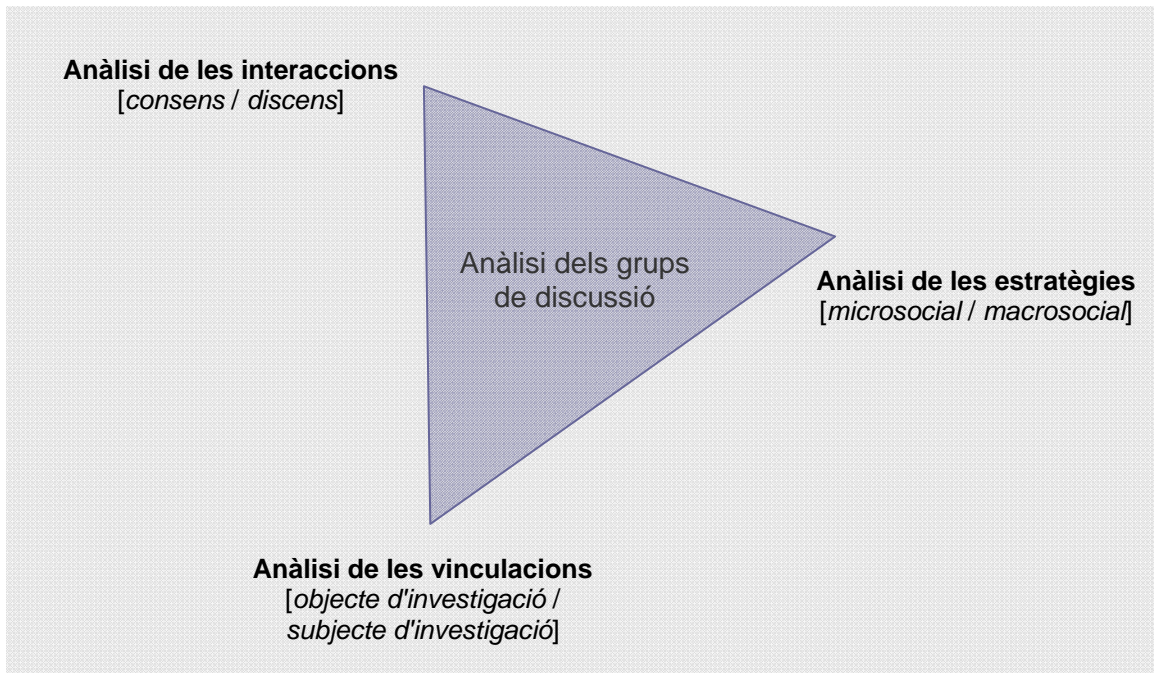 Anàlisi de les interaccions
[consens / discens]
Anàlisi dels grups
de discussió
Anàlisi de les estratègies
[microsocial / macrosocial]
Anàlisi de les vinculacions
[objecte d'investigació /
subjecte d'investigació]